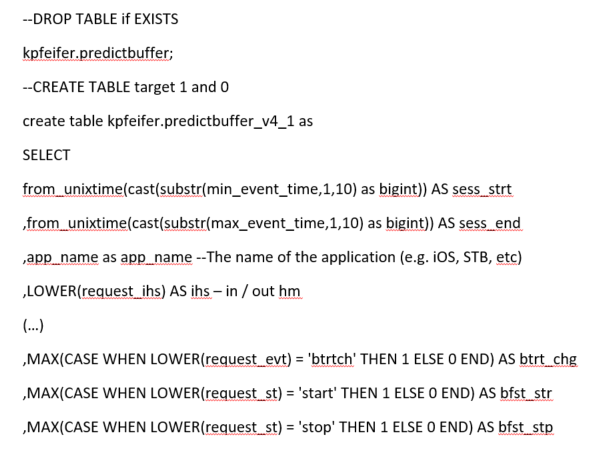 --DROP TABLE if EXISTS
kpfeifer.predictbuffer;
--CREATE TABLE target 1 and 0
create table kpfeifer.predictbuffer_v4_1 as
SELECT
from_unixtime(cast(substr(min_event_time,1,10) as bigint)) AS sess_strt
,from_unixtime(cast(substr(max_event_time,1,10) as bigint)) AS sess_end
,app_name as app_name --The name of the application (e.g. iOS, STB, etc)
,LOWER(request_ihs) AS ihs – in / out hm
(...)
,MAX(CASE WHEN LOWER(request_evt) = 'btrtch' THEN 1 ELSE 0 END) AS btrt_chg
,MAX(CASE WHEN LOWER(request_st) = 'start' THEN 1 ELSE 0 END) AS bfst_str
,MAX(CASE WHEN LOWER(request_st) = 'stop' THEN 1 ELSE 0 END) AS bfst_stp